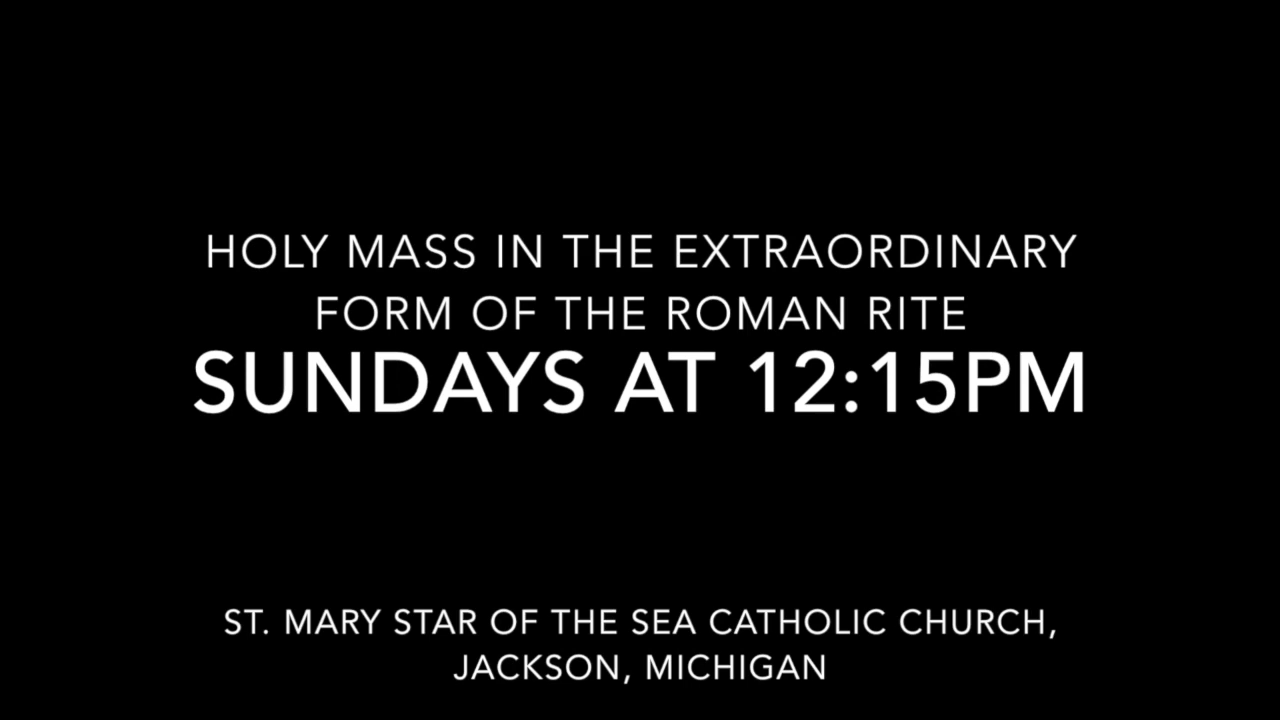 HOLY MASS IN THE EXTRAORDINARY
FORM OF THE ROMAN RITE
SUNDAYS AT 12:15PM
ST. MARY STAR OF THE SEA CATHOLIC CHURCH,
JACKSON, MICHIGAN